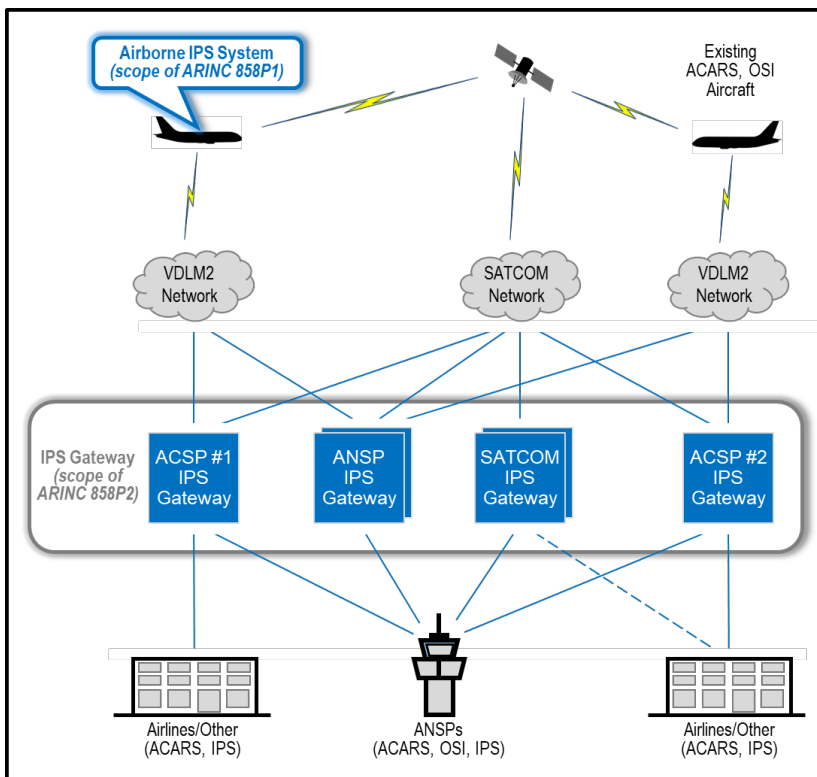 Airborne IPS System
(scope of ARINC 858P1)
Existing
ACARS, OSI
Aircraft
VDLM2
Network
SATCOM
Network
VDLM2
Network
IPS Gateway
(scope of
ARINC 858P2)
ACSP #1
IPS
Gateway
ANSP
IPS
Gateway
SATCOM
IPS
Gateway
ACSP #2
IPS
Gateway
Airlines/Other
(ACARS, IPS)
ANSPs
(ACARS, OSI, IPS)
Airlines/Other
(ACARS, IPS)